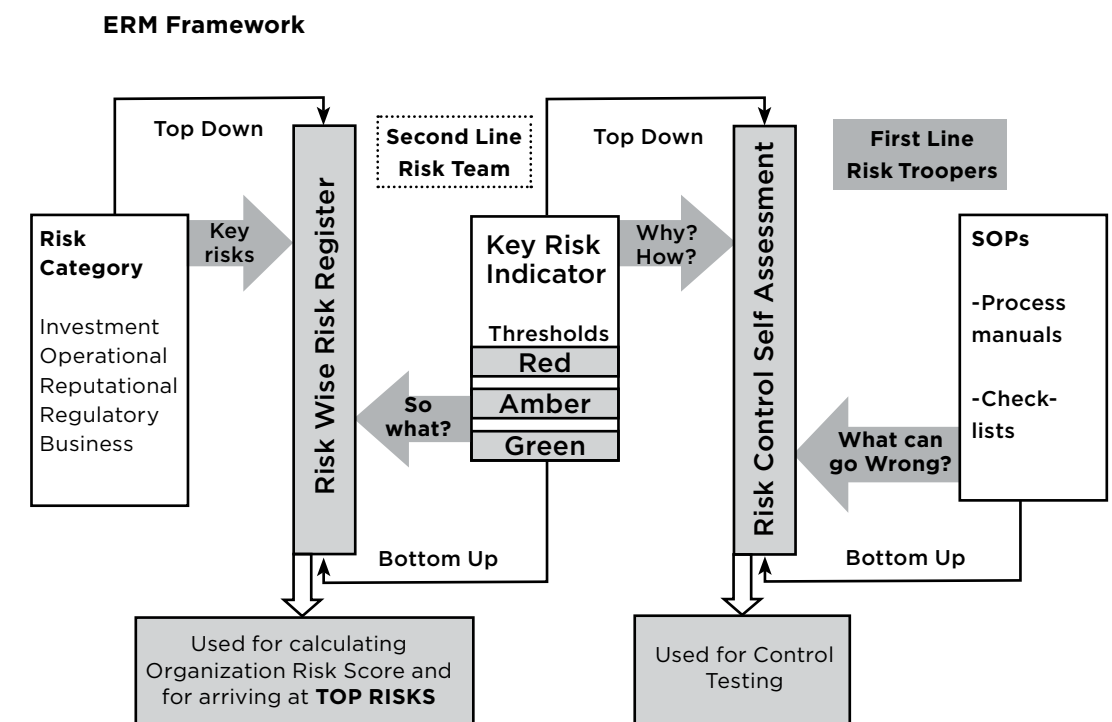 ERM Framework
Top Down
Second Line
Risk Team
Top Down
First Line
Risk Troopers
Risk
Category
Investment
Operational
Reputational
Regulatory
Business
Key
risks
Risk Wise Risk Register
Key Risk
Indicator
Thresholds
Red
Amber
Green
So
what?
Why?
How?
Risk Control Self Assessment
SOPs
-Process
manuals
-Check-
lists
What can
go Wrong?
Bottom Up
Bottom Up
Used for calculating
Organization Risk Score and
for arriving at TOP RISKS
Used for Control
Testing